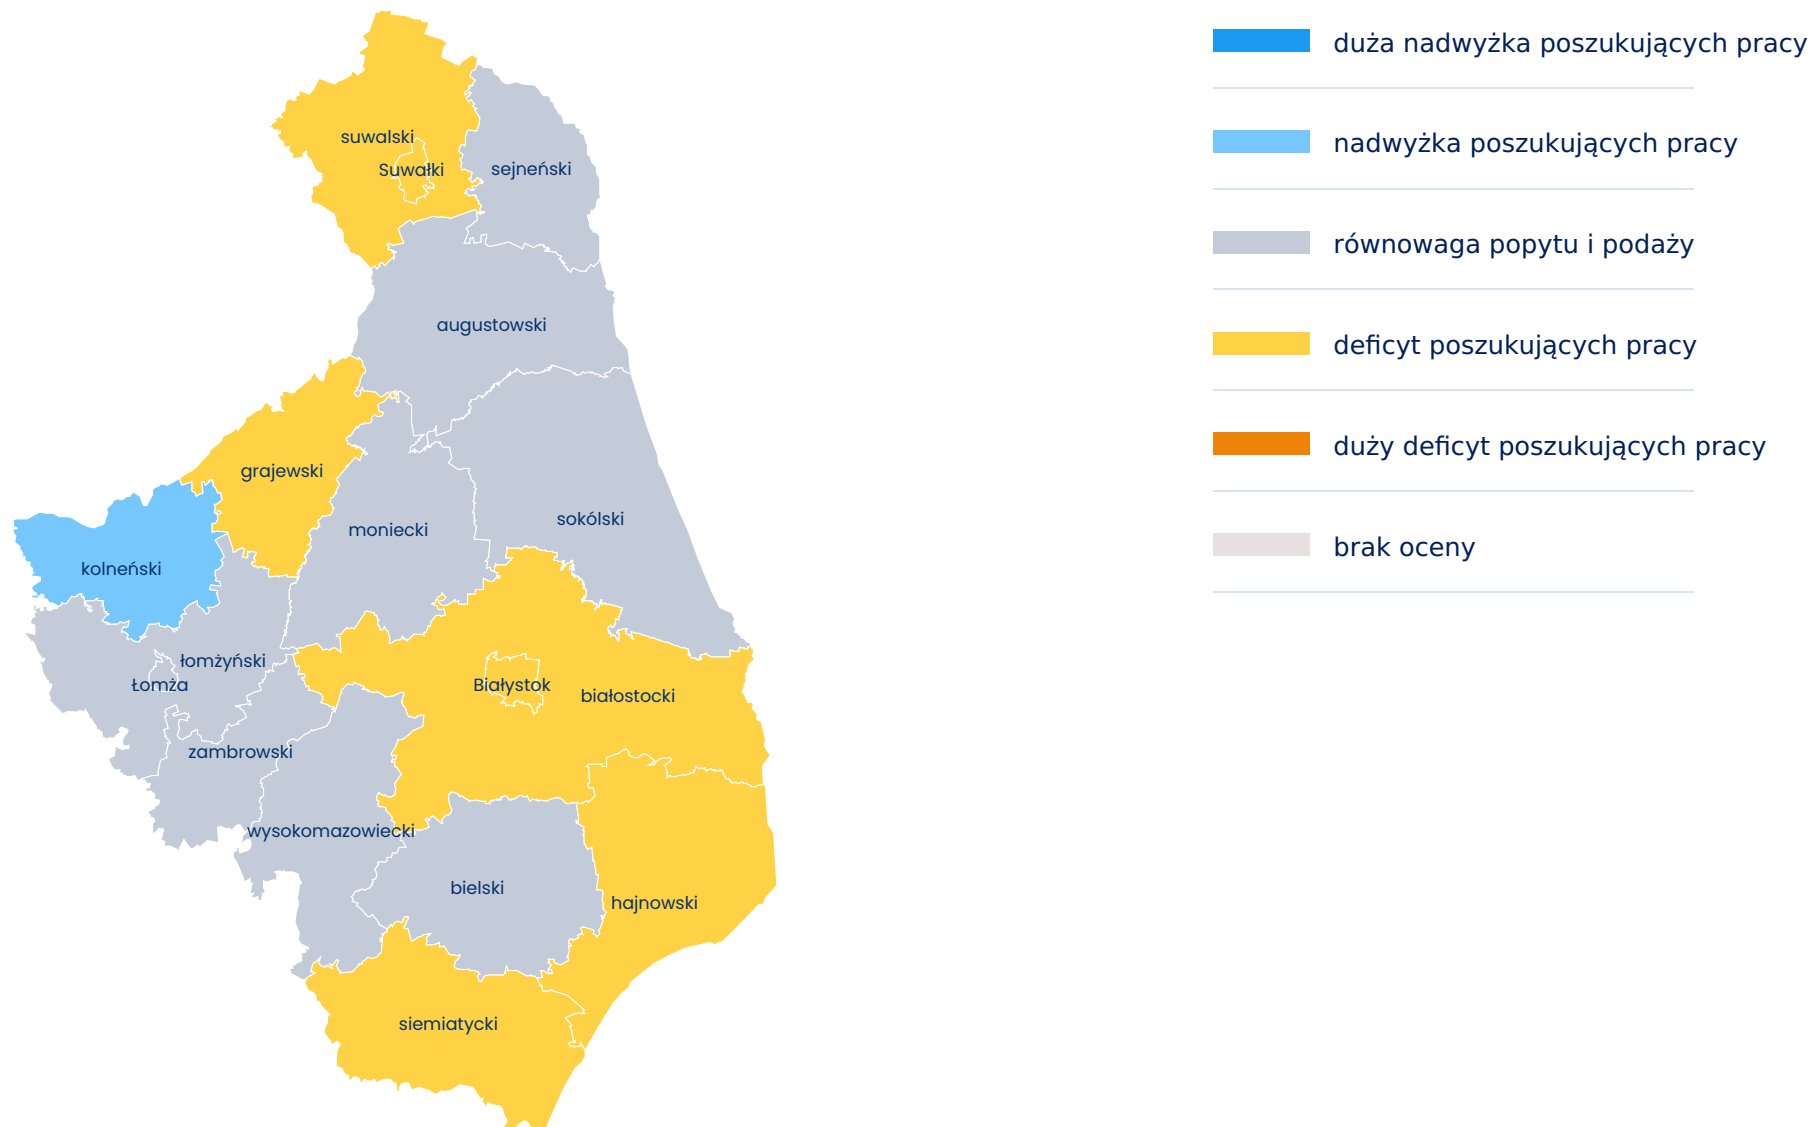 suwalski
Suwałki
sejneński
augustowski
grajewski
moniecki
sokólski
kolneński
łomżyński
Łomża
Białystok
białostocki
zambrowski
wysokomazowiecki
bielski
hajnowski
siemiatycki
duża nadwyżka poszukujących pracy
nadwyżka poszukujących pracy
równowaga popytu i podaży
deficyt poszukujących pracy
duży deficyt poszukujących pracy
brak oceny